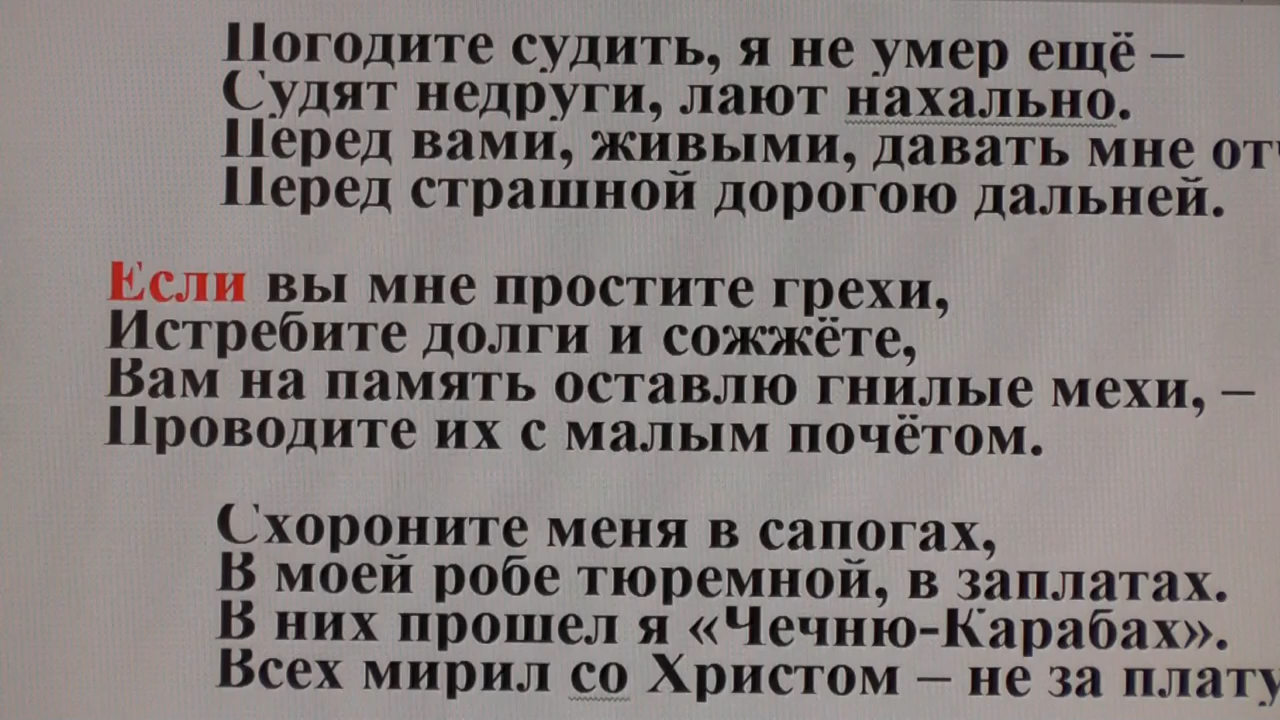 Погодите судить, я не умер ещё –
Судят недруги, лают нахально.
Перед вами, живыми, давать мне
Перед страшной дорогою дальней.
Если вы мне простите грехи,
Истребите долги и сожжёте,
Вам на память оставлю гнилые мехи, –
Проводите их с малым почётом.
Схороните меня в сапогах,
В моей робе тюремной, в заплатах.
В них прошел я «Чечню-Карабах».
Всех мирил со Христом – не за плату